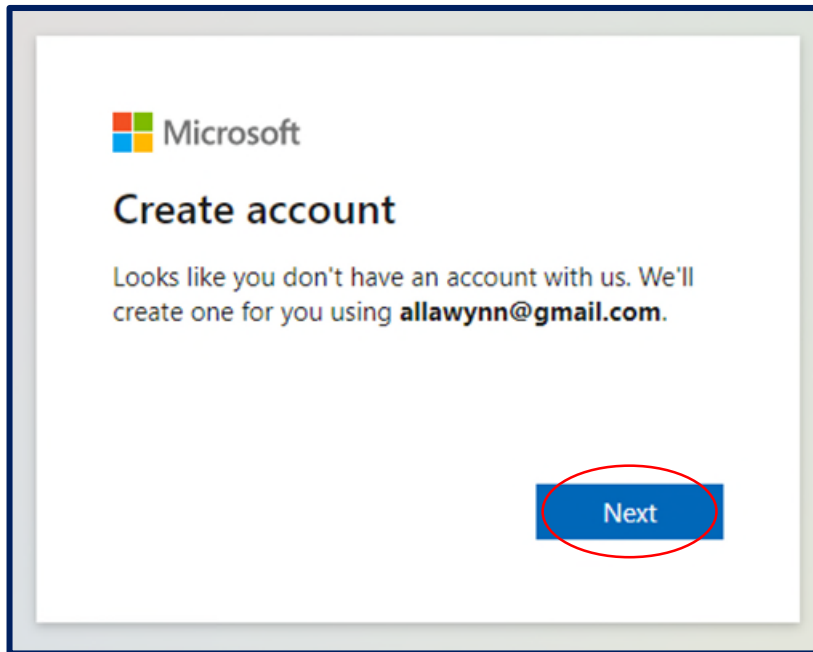 Microsoft
Create account
Looks like you don't have an account with us. We'll
create one for you using allawynn@gmail.com.
Next